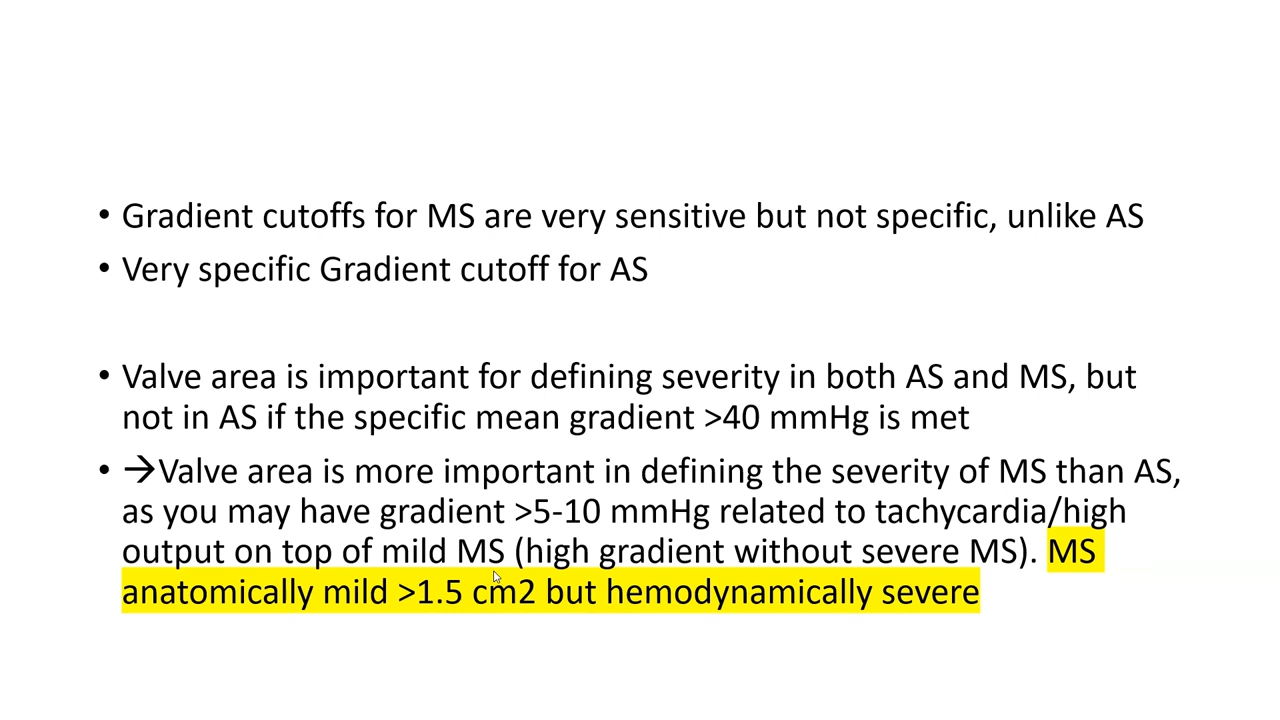 • Gradient cutoffs for MS are very sensitive but not specific, unlike AS
• Very specific Gradient cutoff for AS
• Valve area is important for defining severity in both AS and MS, but
not in AS if the specific mean gradient >40 mmHg is met
• →Valve area is more important in defining the severity of MS than AS,
as you may have gradient >5-10 mmHg related to tachycardia/high
output on top of mild MS (high gradient without severe MS). MS
anatomically mild >1.5 cm2 but hemodynamically severe